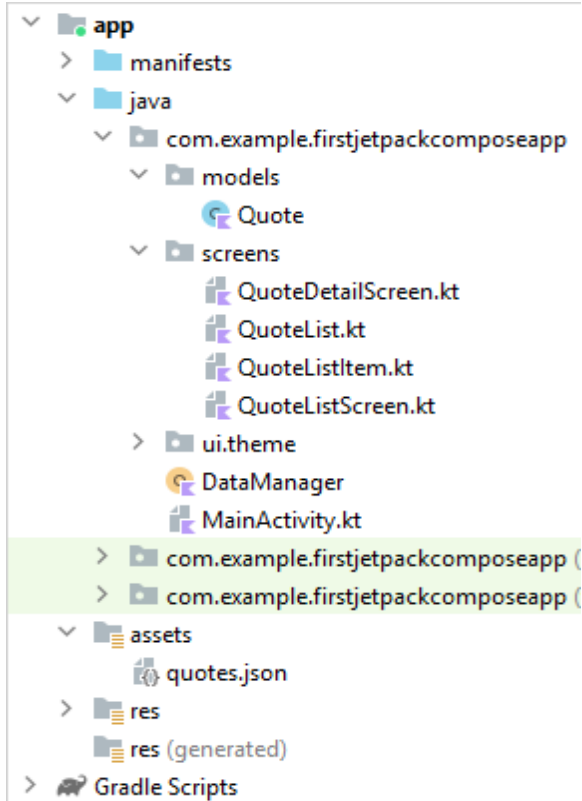 app
manifests
java
com.example.firstjetpackcomposeapp
models
Quote
screens
QuoteDetailScreen.kt
QuoteList.kt
QuoteListItem.kt
QuoteListScreen.kt
ui.theme
DataManager
MainActivity.kt
com.example.firstjetpackcomposeapp (
com.example.firstjetpackcomposeapp (
assets
quotes.json
res
res (generated)
Gradle Scripts